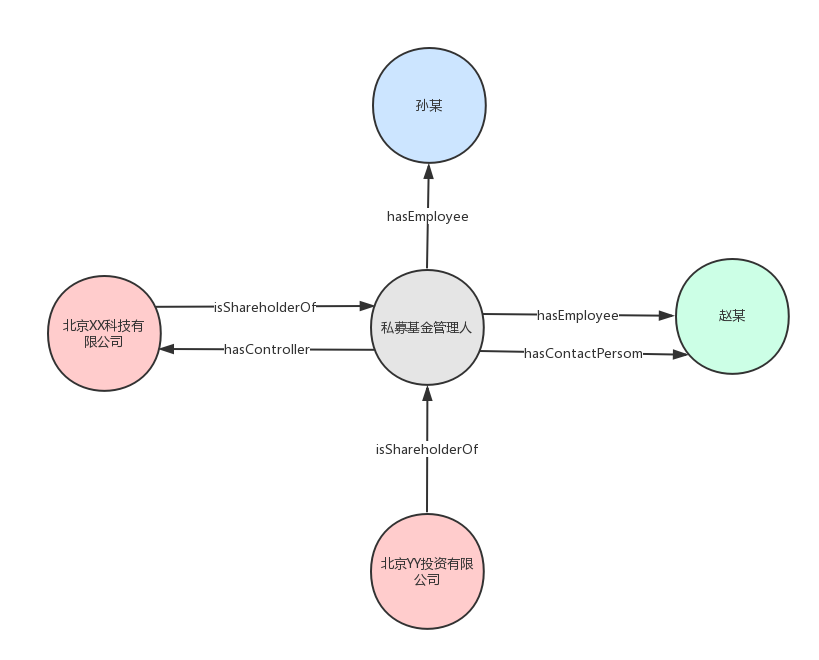 孙某
hasEmployee
isShareholderOf
北京XX科技有
限公司
hasController
私募基金管理人
hasEmployee
赵某
hasContactPersom
isShareholderOf
北京YY投资有限
公司